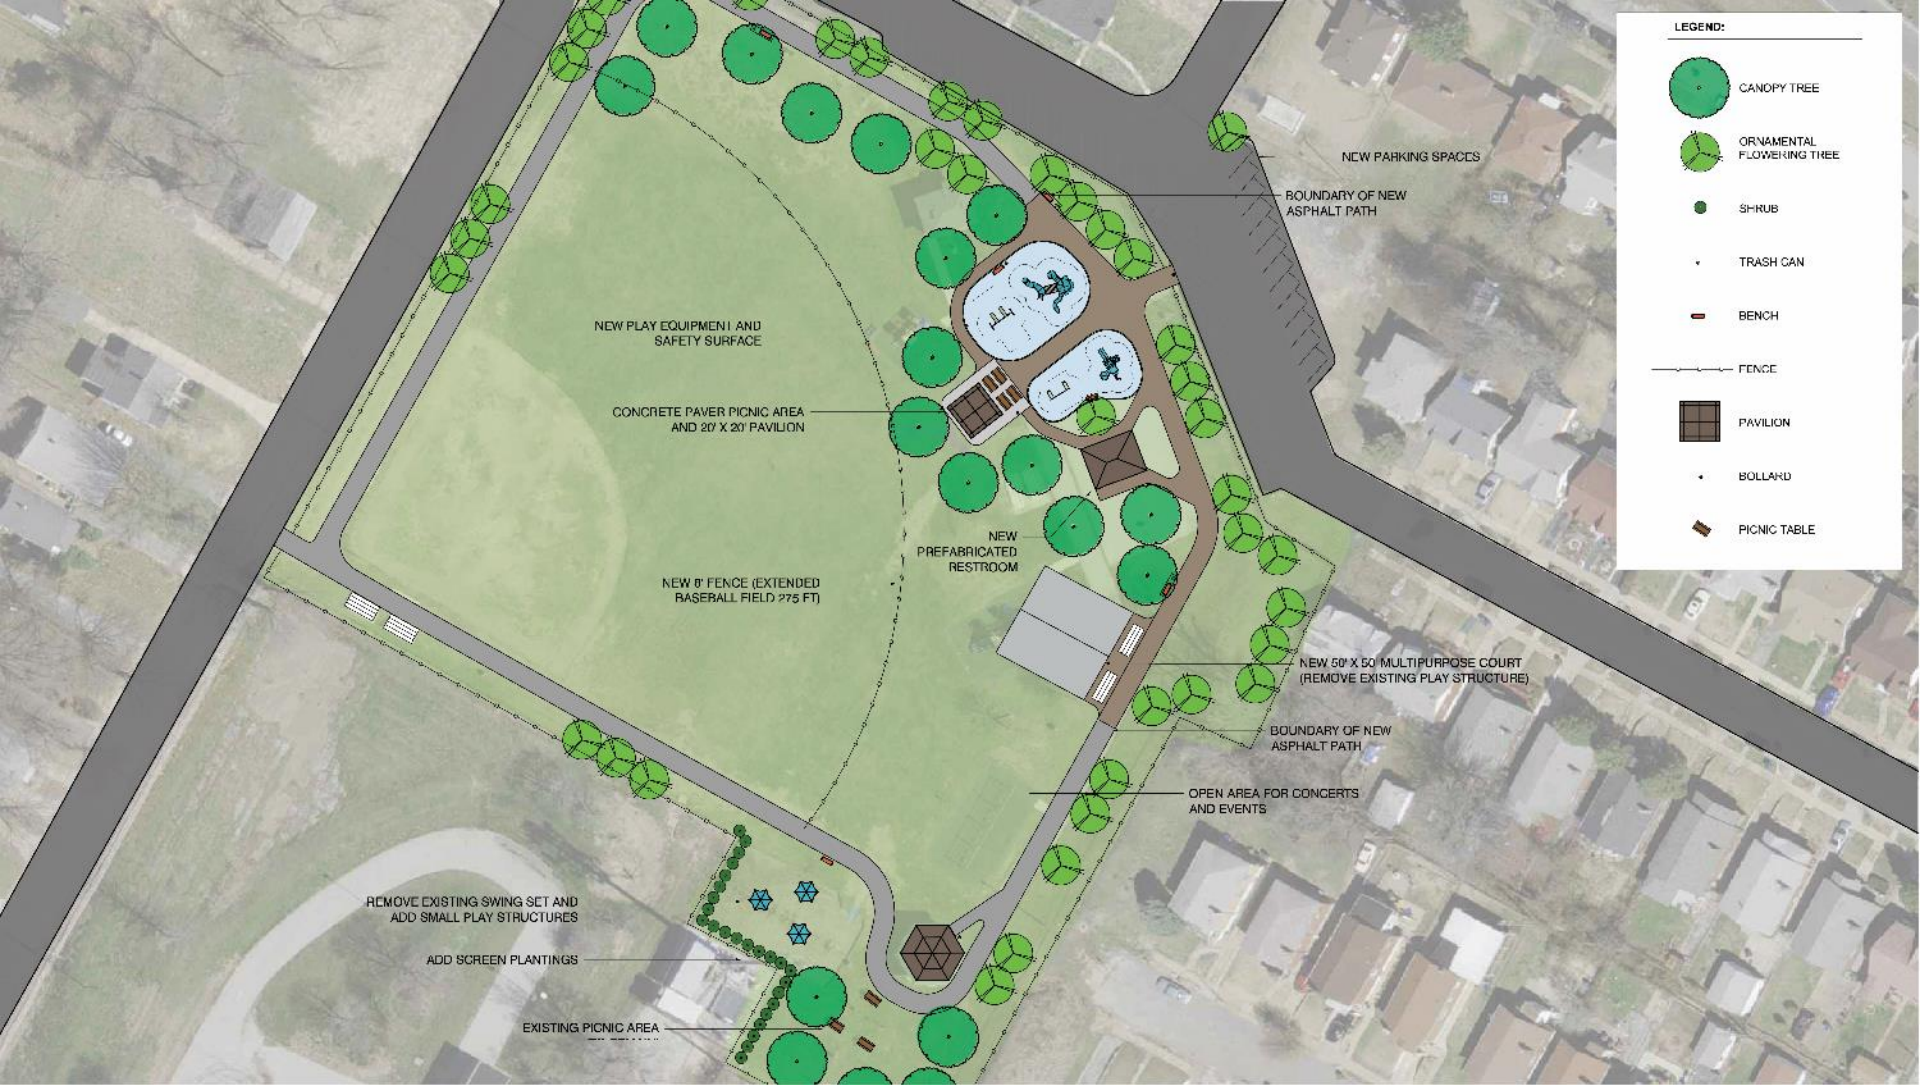 LEGEND:
CANOPY TREE
ORNAMENTAL
FLOWERING TREE
SHRUB
TRASH CAN
BENCH
FENCE
PAVILION
BOLLARD
PICNIC TABLE
NEW PARKING SPACES
BOUNDARY OF NEW
ASPHALT PATH
NEW PLAY EQUIPMENT AND
SAFETY SURFACE
CONCRETE PAVER PICNIC AREA
AND 20' X 20' PAVILION
NEW
PREFABRICATED
RESTROOM
NEW 8' FENCE (EXTENDED
BASEBALL FIELD 275 FT)
NEW 50' X 50' MULTIPURPOSE COURT
(REMOVE EXISTING PLAY STRUCTURE)
BOUNDARY OF NEW
ASPHALT PATH
OPEN AREA FOR CONCERTS
AND EVENTS
REMOVE EXISTING SWING SET AND
ADD SMALL PLAY STRUCTURES
ADD SCREEN PLANTINGS
EXISTING PICNIC AREA